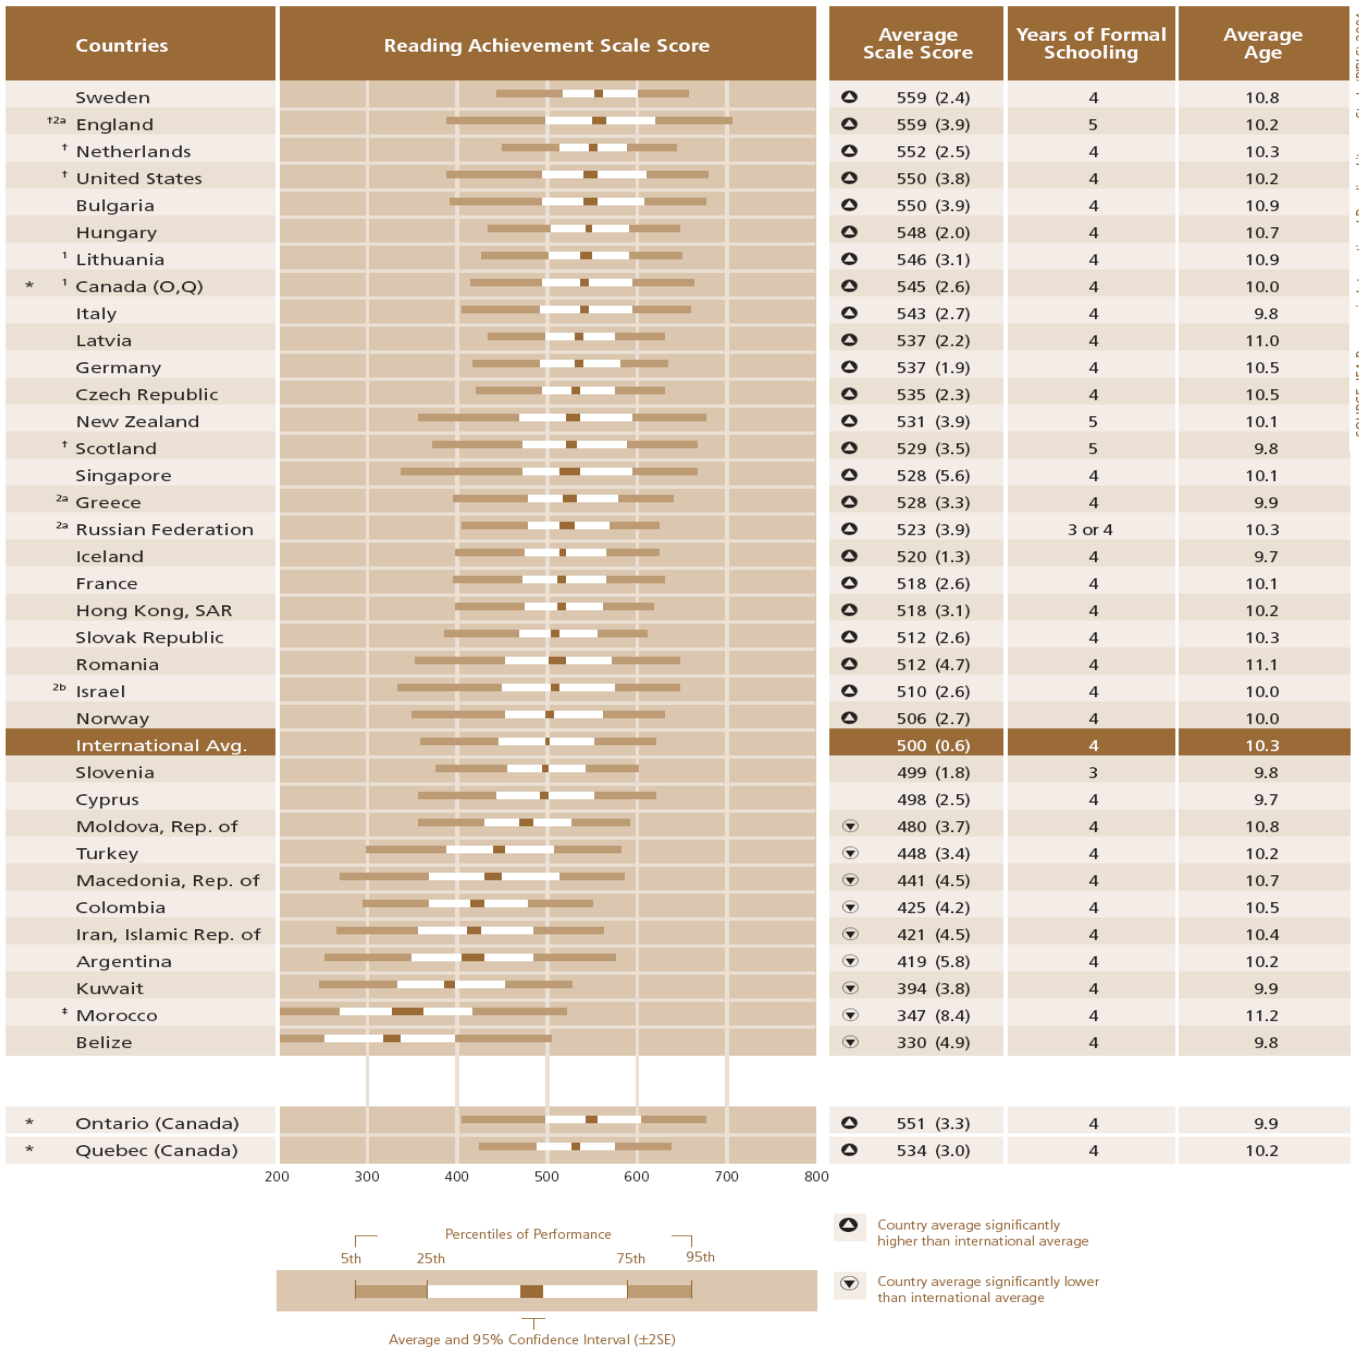 Countries Reading Achievement Scale Score Average Scale Score Years of Formal Schooling Average Age
Sweden 559 (2.4) 4 10.8
†2a England 559 (3.9) 5 10.2
† Netherlands 552 (2.5) 4 10.3
† United States 550 (3.8) 4 10.2
Bulgaria 550 (3.9) 4 10.9
Hungary 548 (2.0) 4 10.7
1 Lithuania 546 (3.1) 4 10.9
* 1 Canada (O,Q) 545 (2.6) 4 10.0
Italy 543 (2.7) 4 9.8
Latvia 537 (2.2) 4 11.0
Germany 537 (1.9) 4 10.5
Czech Republic 535 (2.3) 4 10.5
New Zealand 531 (3.9) 5 10.1
† Scotland 529 (3.5) 5 9.8
Singapore 528 (5.6) 4 10.1
2a Greece 528 (3.3) 4 9.9
2a Russian Federation 523 (3.9) 3 or 4 10.3
Iceland 520 (1.3) 4 9.7
France 518 (2.6) 4 10.1
Hong Kong, SAR 518 (3.1) 4 10.2
Slovak Republic 512 (2.6) 4 10.3
Romania 512 (4.7) 4 11.1
2b Israel 510 (2.6) 4 10.0
Norway 506 (2.7) 4 10.0
International Avg. 500 (0.6) 4 10.3
Slovenia 499 (1.8) 3 9.8
Cyprus 498 (2.5) 4 9.7
Moldova, Rep. of 480 (3.7) 4 10.8
Turkey 448 (3.4) 4 10.2
Macedonia, Rep. of 441 (4.5) 4 10.7
Colombia 425 (4.2) 4 10.5
Iran, Islamic Rep. of 421 (4.5) 4 10.4
Argentina 419 (5.8) 4 10.2
Kuwait 394 (3.8) 4 9.9
‡ Morocco 347 (8.4) 4 11.2
Belize 330 (4.9) 4 9.8
* Ontario (Canada) 551 (3.3) 4 9.9
* Quebec (Canada) 534 (3.0) 4 10.2
200 300 400 500 600 700 800
Percentiles of Performance
5th 25th 75th 95th
Average and 95% Confidence Interval (±2SE)
Country average significantly
higher than international average
Country average significantly lower
than international average